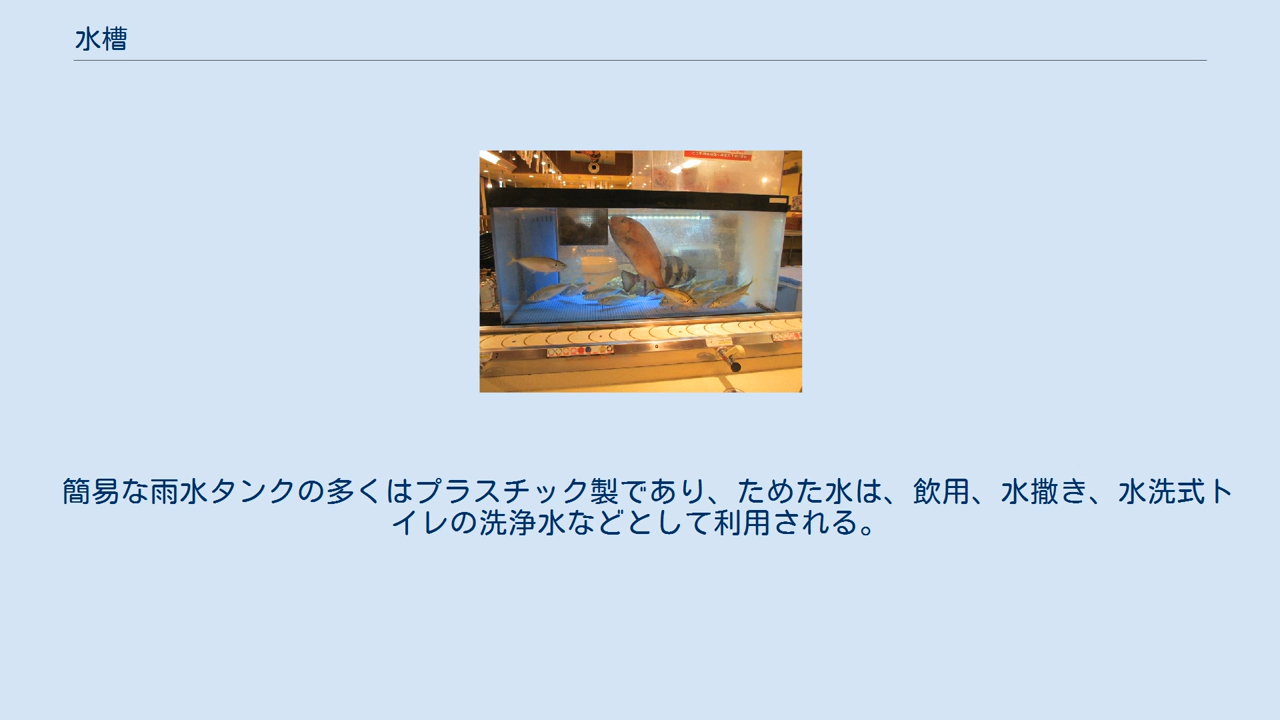 水槽
簡易な雨水タンクの多くはプラスチック製であり、ためた水は、飲用、水撒き、水洗式ト
イレの洗浄水などとして利用される。